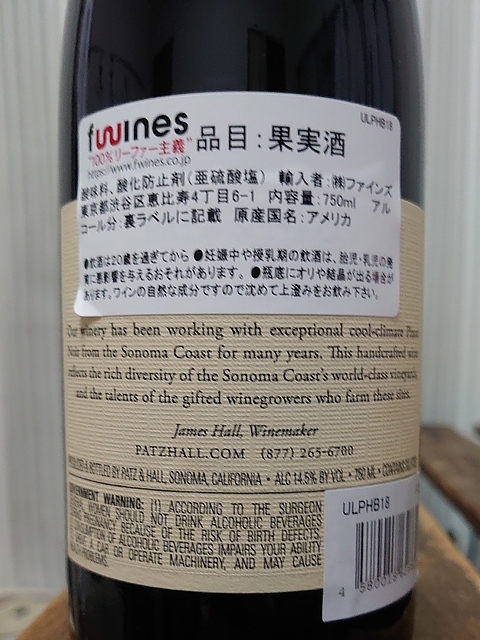 ULPHB18
fwines
"100%リーファー主義"
https://www.fwines.co.jp
品目:果実酒
酸味料、酸化防止剤(亜硫酸塩) 輸入者:㈱ファインズ
東京都渋谷区恵比寿4丁目6-1 内容量:750ml アル
コール分:裏ラベルに記載 原産国名:アメリカ
●飲酒は20歳を過ぎてから ●妊娠中や授乳期の飲酒は、胎児・乳児の発
育に悪影響を与えるおそれがあります。 ●瓶底にオリや結晶が出る場合が
あります。ワインの自然な成分ですので沈めて上澄みをお飲み下さい。
Our winery has been working with exceptional cool-climate Pinot
Noir from the Sonoma Coast for many years. This handcrafted wine
reflects the rich diversity of the Sonoma Coast's world-class vineyards
and the talents of the gifted winegrowers who farm these sites.
James Hall, Winemaker
PATZHALL.COM (877) 265-6700
PRODUCED & BOTTLED BY PATZ & HALL, SONOMA, CALIFORNIA • ALC 14.5% BY VOL • 750 ML • CONTAINS
GOVERNMENT WARNING: (1) ACCORDING TO THE SURGEON
WOMEN NOT DRINK ALCOHOLIC BEVERAGES
PREGNANCY BECAUSE OF THE RISK OF BIRTH DEFECTS.
OF ALCOHOLIC BEVERAGES IMPAIRS YOUR ABILITY
A CAR OR OPERATE MACHINERY, AND MAY CAUSE
PROBLEMS.
ULPHB18
4